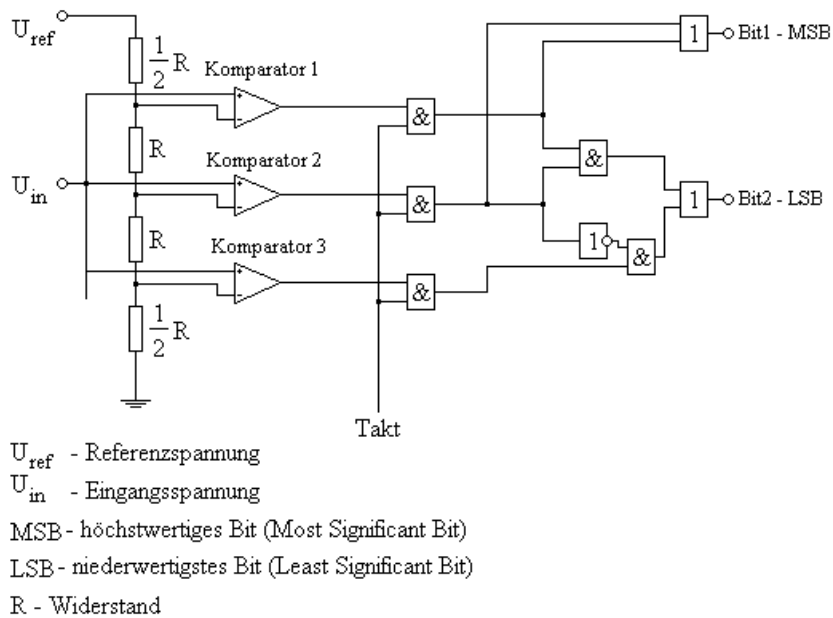 U_ref
1/2 R
Komparator 1
&
1
Bit1 - MSB
R
Komparator 2
&
&
U_in
1
Bit2 - LSB
R
Komparator 3
1
&
&
1/2 R
Takt
U_ref - Referenzspannung
U_in - Eingangsspannung
MSB - höchstwertiges Bit (Most Significant Bit)
LSB - niederwertigstes Bit (Least Significant Bit)
R - Widerstand